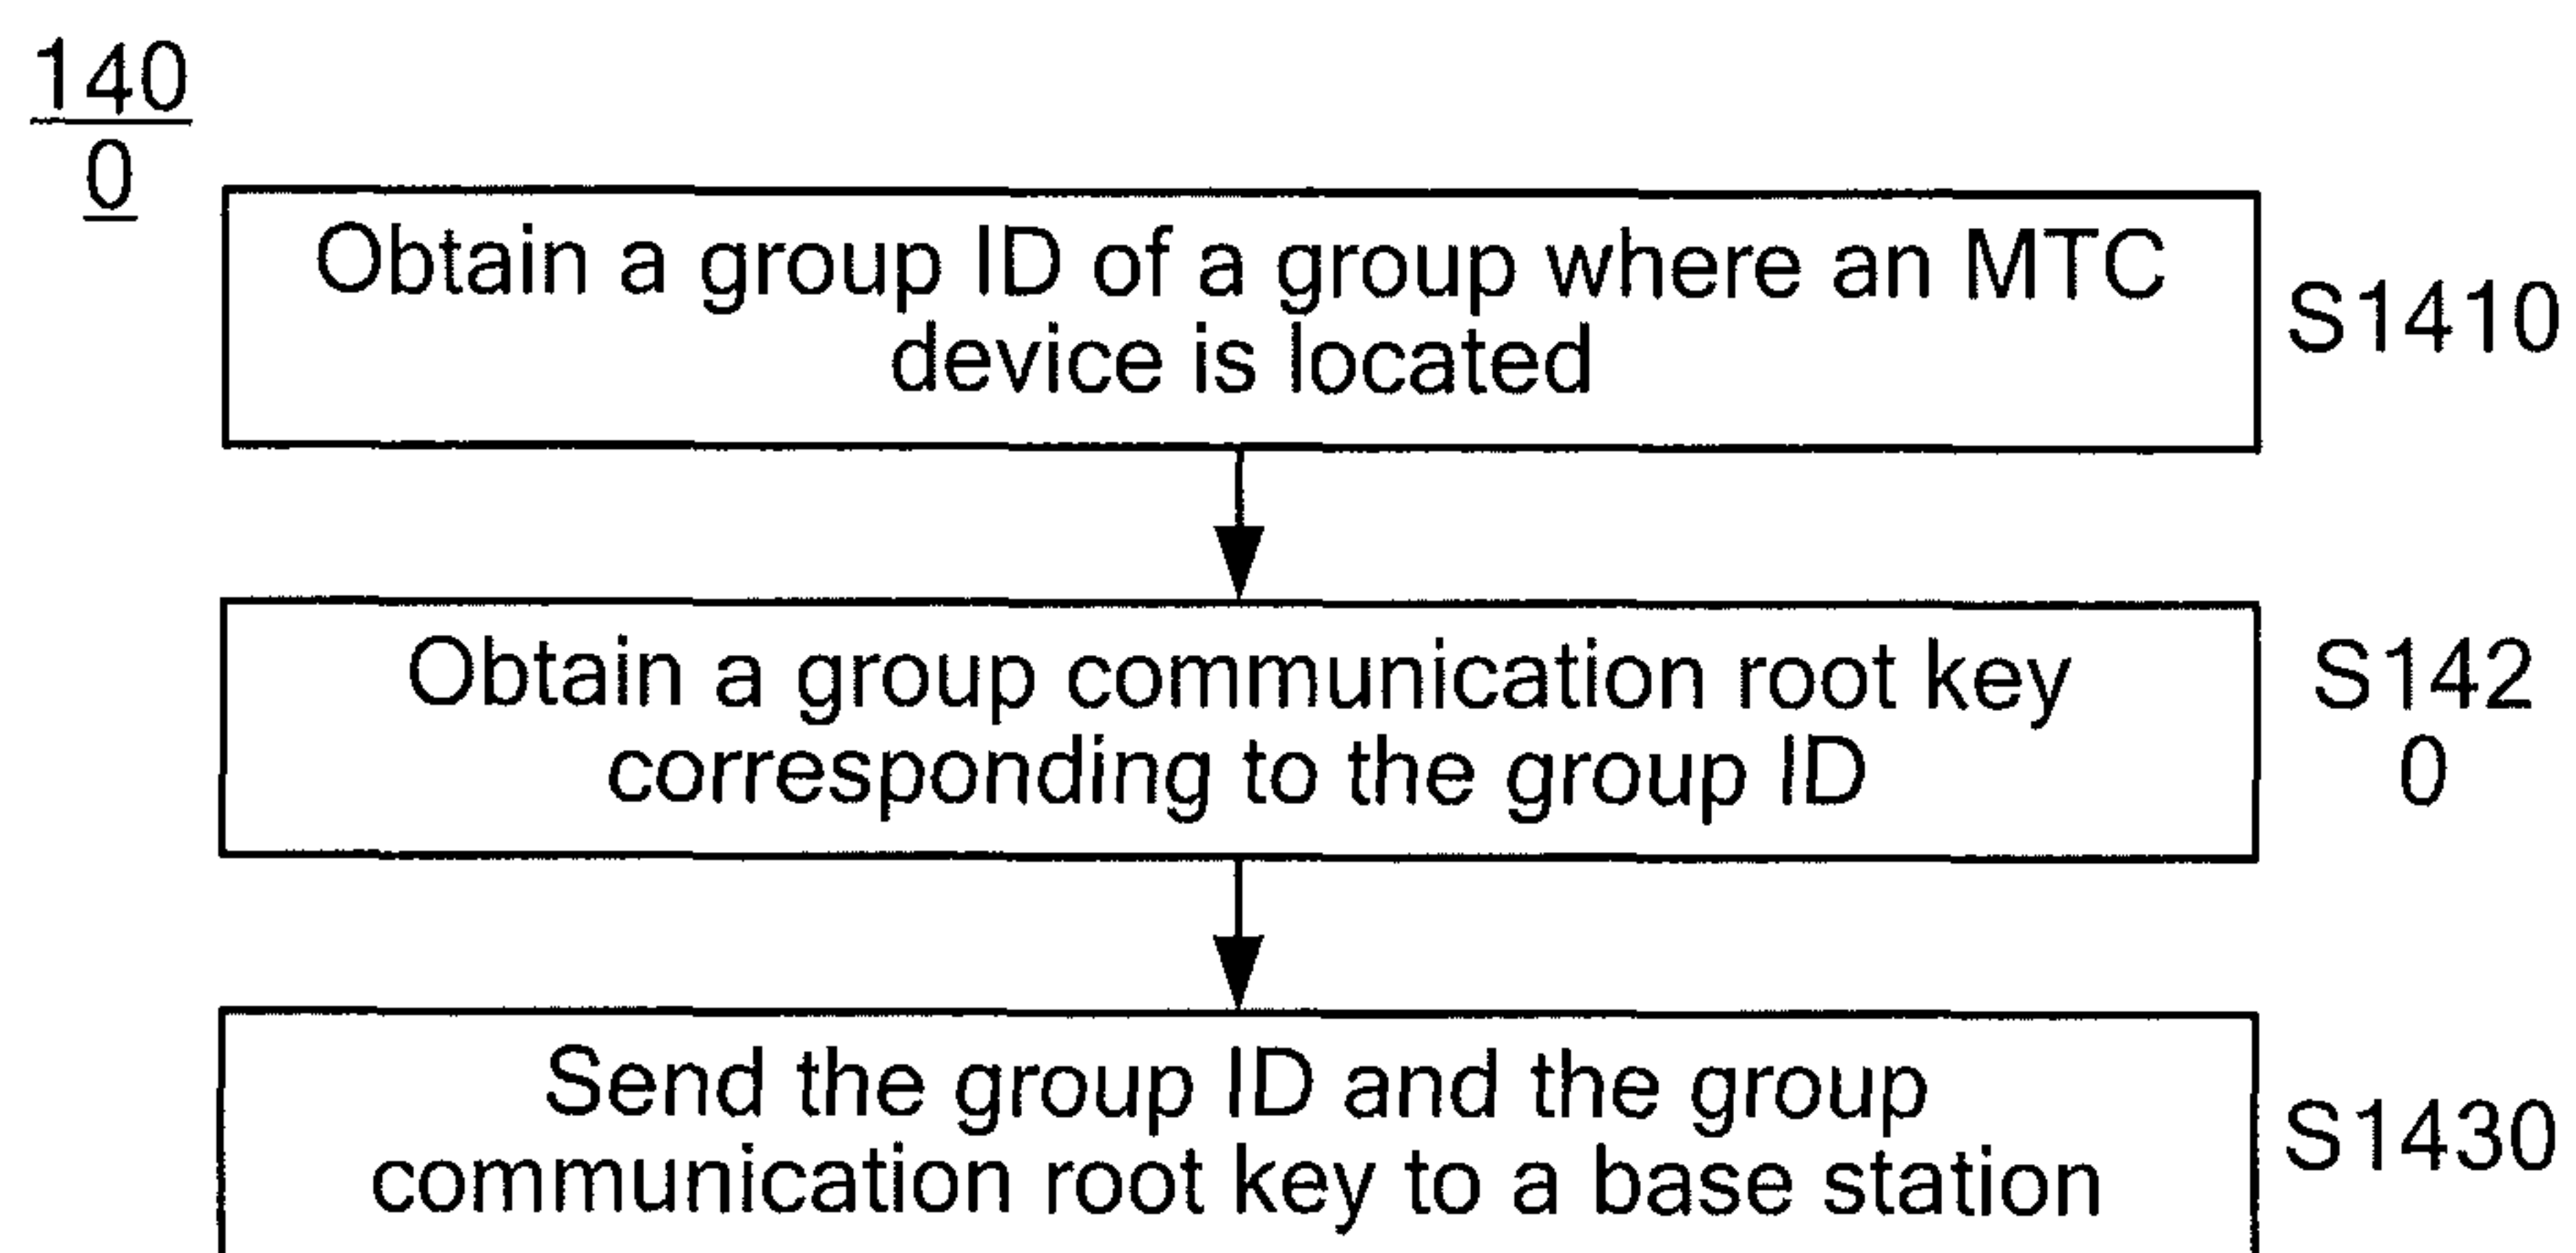 140
0
Obtain a group ID of a group where an MTC
device is located
S1410
Obtain a group communication root key
corresponding to the group ID
S142
0
Send the group ID and the group
communication root key to a base station
S1430